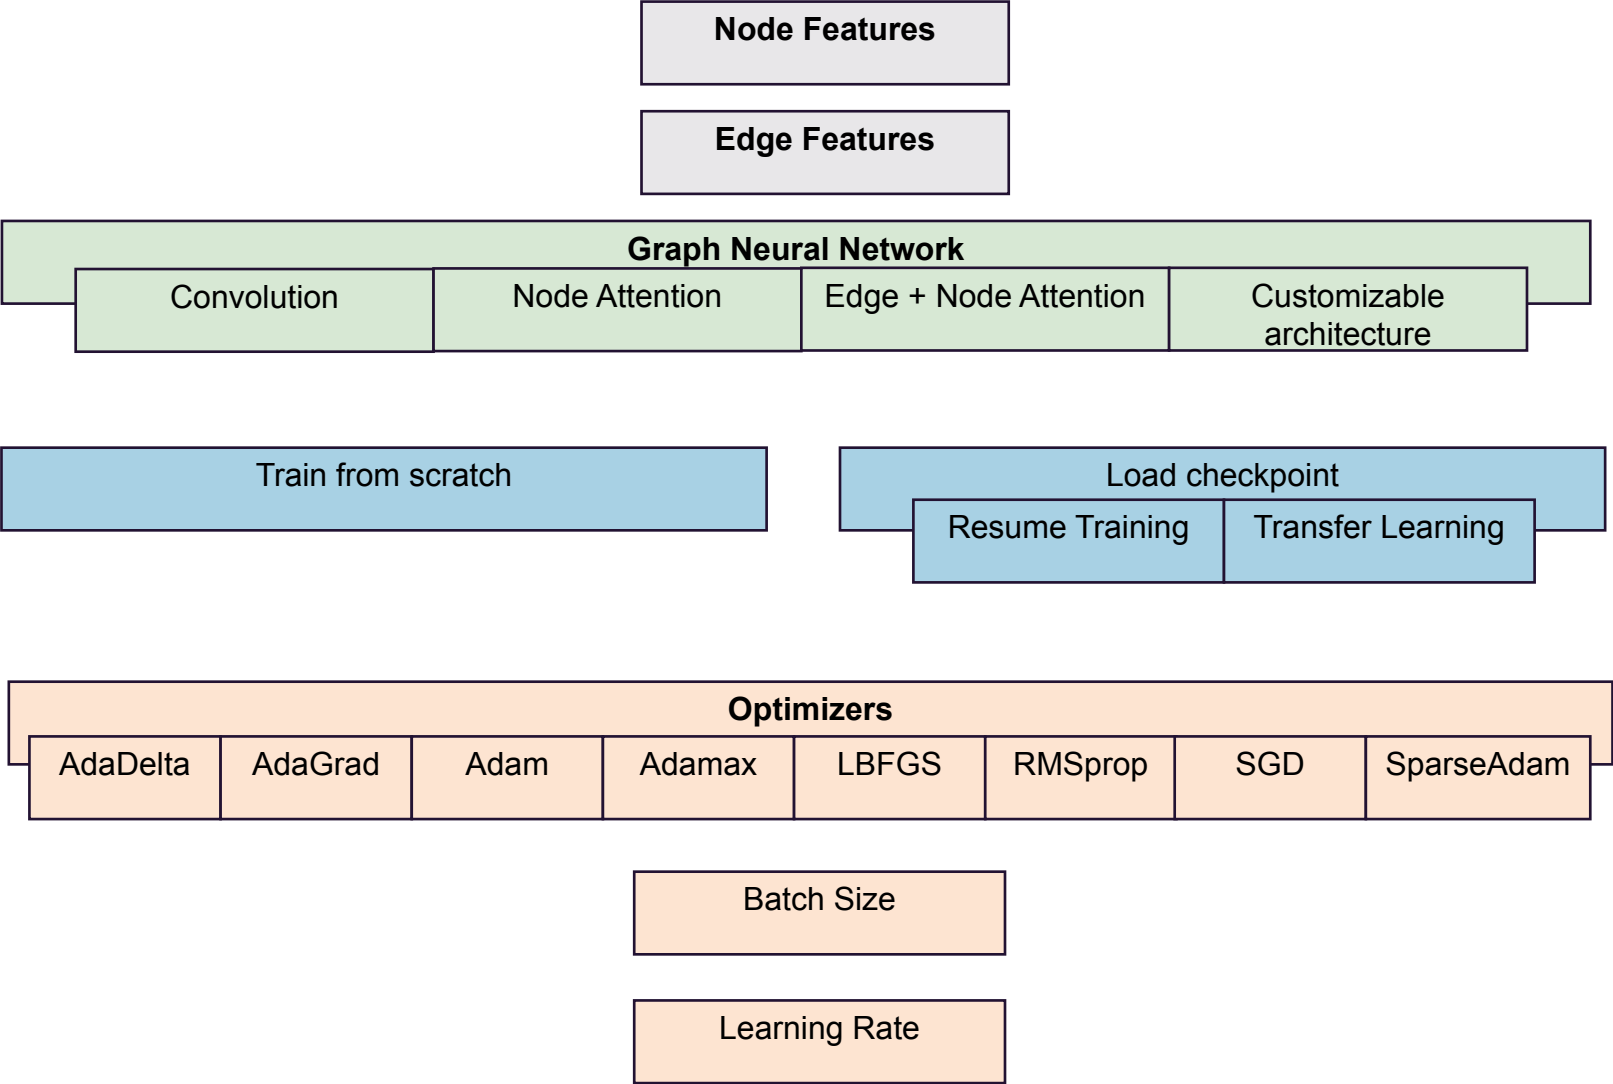 Node Features
Edge Features
Graph Neural Network
Convolution
Node Attention
Edge + Node Attention
Customizable
architecture
Train from scratch
Load checkpoint
Resume Training
Transfer Learning
Optimizers
AdaDelta
AdaGrad
Adam
Adamax
LBFGS
RMSprop
SGD
SparseAdam
Batch Size
Learning Rate